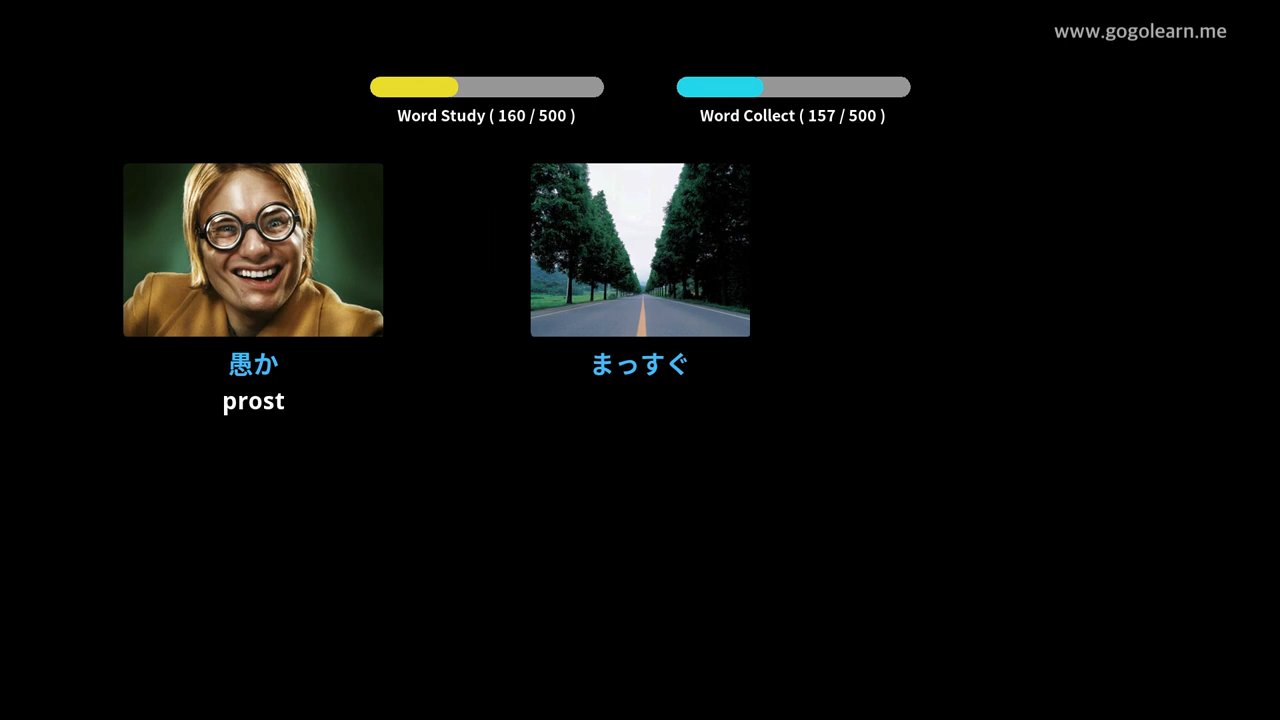 www.gogolearn.me
Word Study ( 160 / 500 )
Word Collect ( 157 / 500 )
愚か
まっすぐ
prost